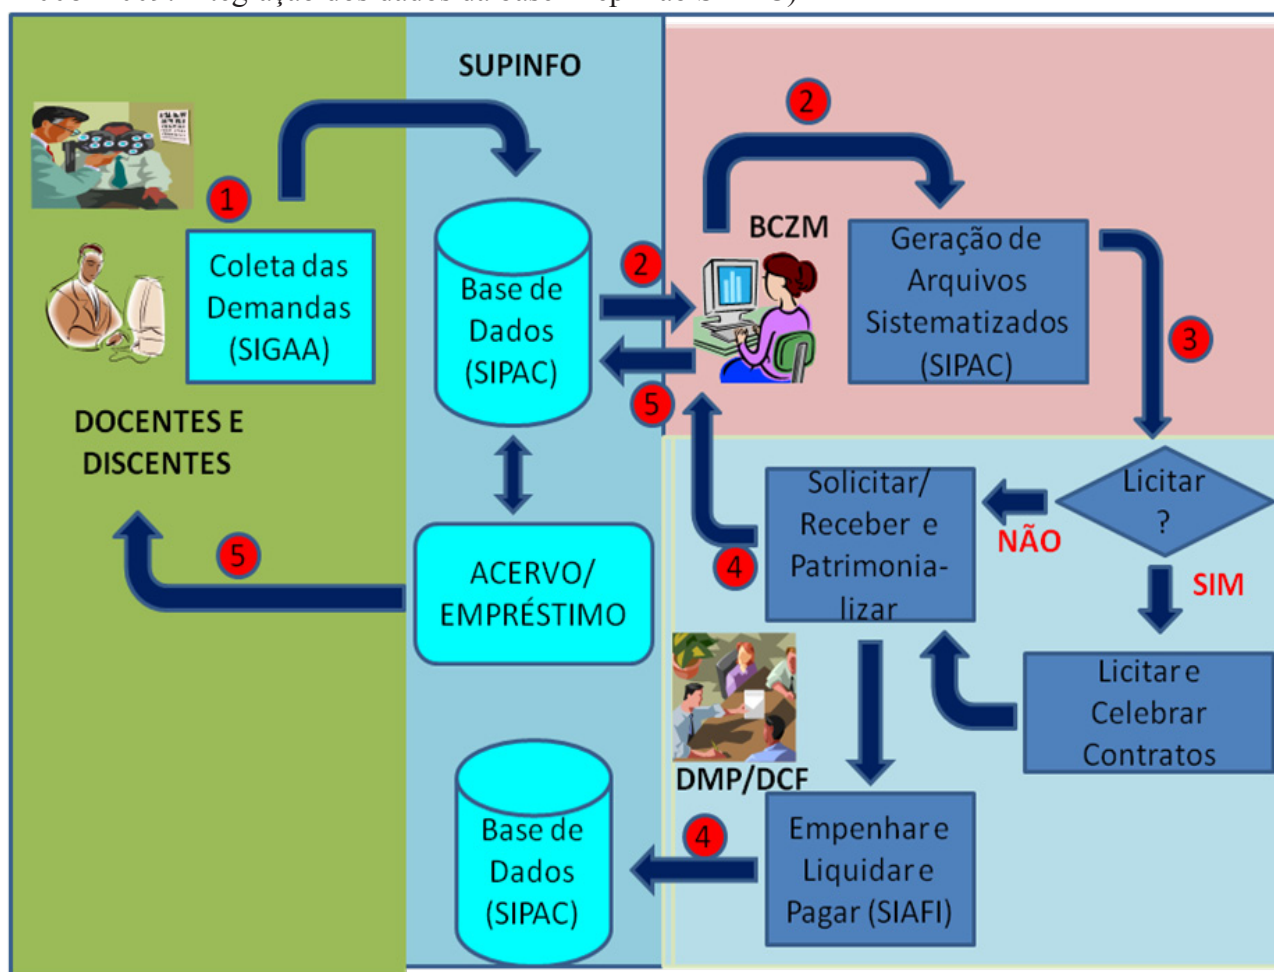 SUPINFO
2
1
BCZM
Coleta das
Demandas
(SIGAA)
Base de
Dados
(SIPAC)
2
5
Geração de
Arquivos
Sistematizados
(SIPAC)
3
DOCENTES E
DISCENTES
5
ACERVO/
EMPRÉSTIMO
Solicitar/
Receber e
Patrimonia-
lizar
4
Licitar
?
NÃO
SIM
Licitar e
Celebrar
Contratos
DMP/DCF
Empenhar e
Liquidar e
Pagar (SIAFI)
4
Base de
Dados
(SIPAC)